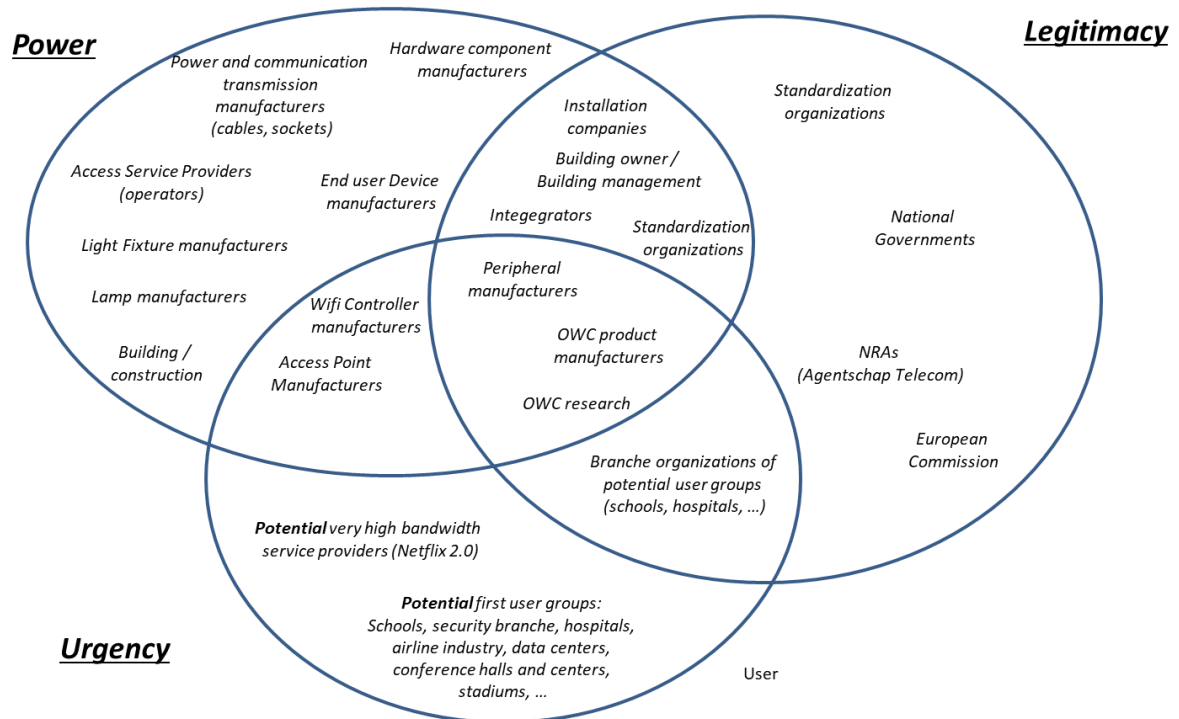 Power
Legitimacy
Hardware component
manufacturers
Power and communication
transmission
manufacturers
(cables, sockets)
Standardization
organizations
Installation
companies
Building owner /
Building management
Access Service Providers
(operators)
End user Device
manufacturers
Integegrators
Standardization
organizations
National
Governments
Light Fixture manufacturers
Peripheral
manufacturers
Lamp manufacturers
Wifi Controller
manufacturers
OWC product
manufacturers
Building /
construction
Access Point
Manufacturers
NRAs
(Agentschap Telecom)
OWC research
European
Commission
Branche organizations of
potential user groups
(schools, hospitals, ...)
Potential very high bandwidth
service providers (Netflix 2.0)
Potential first user groups:
Schools, security branche, hospitals,
airline industry, data centers,
conference halls and centers,
stadiums, ...
Urgency
User